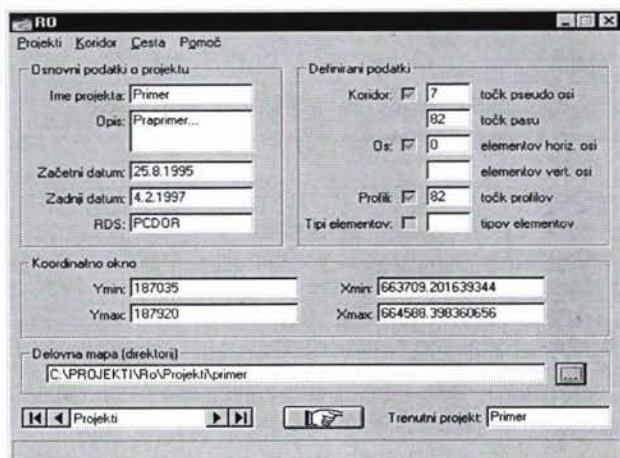 RO
Projekti Koridor Cesta Pomoč
Osnovni podatki o projektu
Ime projekta: Primer
Opis: Praprimer...
Začetni datum: 25.8.1995
Zadnji datum: 4.2.1997
RDS: PCDOR
Definirani podatki
Koridor: 7 točk pseudo osi
82 točk pasu
Os: 0 elementov horiz. osi
elementov vert. osi
Profili: 82 točk profilov
Tipi elementov: tipov elementov
Koordinatno okno
Ymin: 187035 Xmin: 663709.201639344
Ymax: 187920 Xmax: 664588.398360656
Delovna mapa (direktorij)
C:\PROJEKTI\Ro\Projekti\primer ...
Projekti Trenutni projekt: Primer